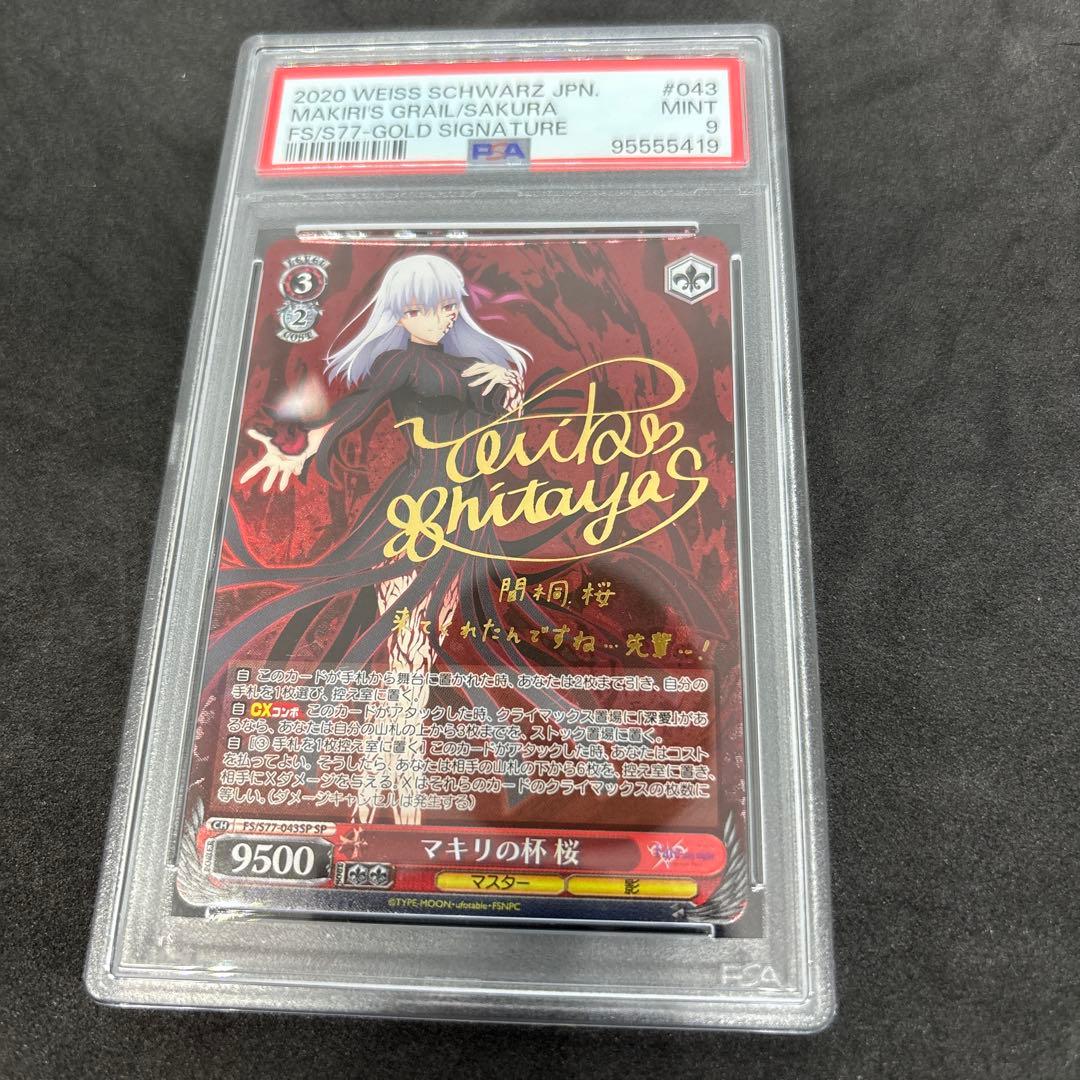 2020 WEISS SCHWARZ JPN. #043
MAKIRI'S GRAIL/SAKURA MINT
FS/S77-GOLD SIGNATURE 9
PSA 95555419
3
2
COST
間桐 桜
来てくれたんですね…先輩…!
自 このカードが手札から舞台に置かれた時、あなたは2枚まで引き、自分の
手札を1枚選び、控え室に置く。
自 CXコンボ このカードがアタックした時、クライマックス置場に「深愛」があ
るなら、あなたは自分の山札の上から3枚までを、ストック置場に置く。
自 [③ 手札を1枚控え室に置く] このカードがアタックした時、あなたはコスト
を払ってよい。そうしたら、あなたは相手の山札の下から6枚を、控え室に置き、
相手にXダメージを与える。Xはそれらのカードのクライマックスの枚数に
等しい。(ダメージキャンセルは発生する)
CH FS/S77-043SP SP
9500 マキリの杯 桜
マスター 影
©TYPE-MOON・ufotable・FSNPC
PSA